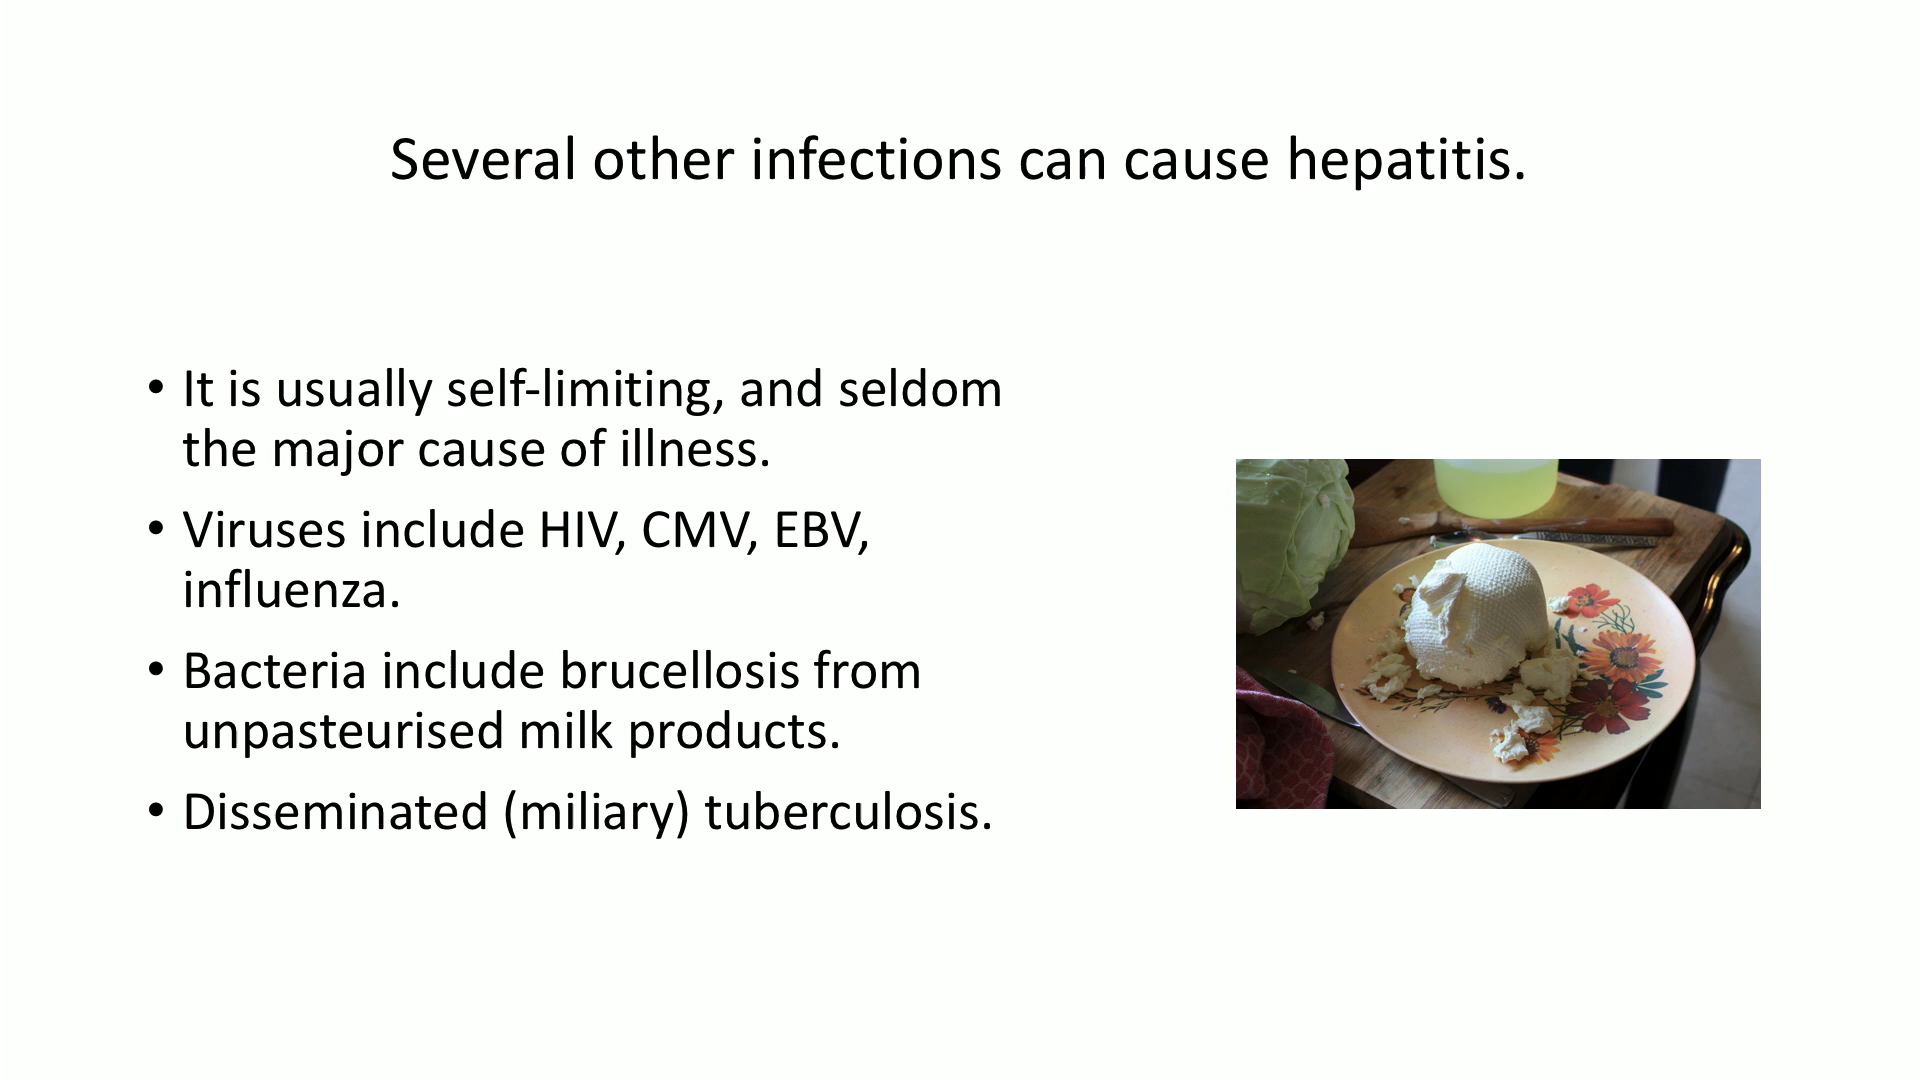 Several other infections can cause hepatitis.
• It is usually self-limiting, and seldom
the major cause of illness.
• Viruses include HIV, CMV, EBV,
influenza.
• Bacteria include brucellosis from
unpasteurised milk products.
• Disseminated (miliary) tuberculosis.